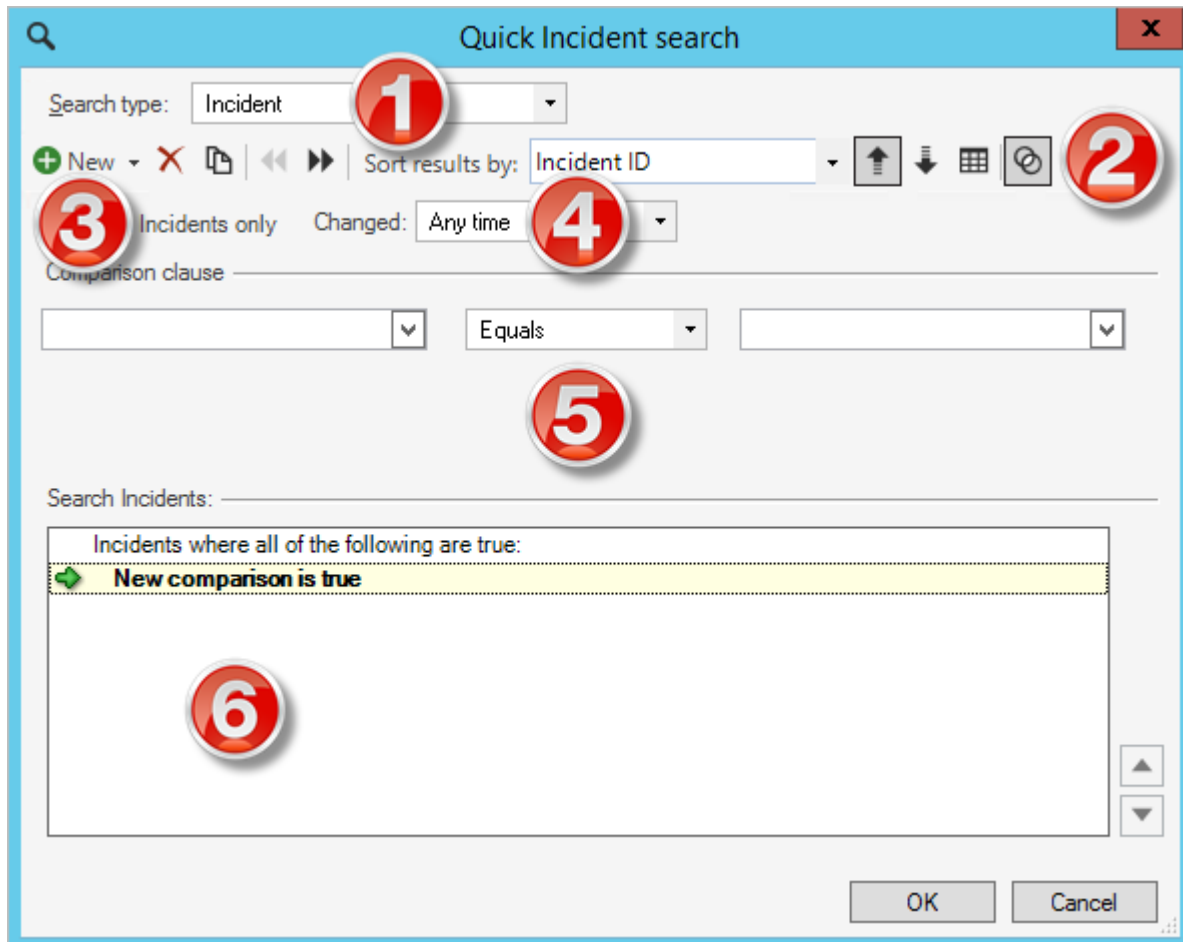 Quick Incident search
x
Search type: Incident 1
New Sort results by: Incident ID 2
3 Incidents only Changed: Any time 4
Comparison clause
Equals
5
Search Incidents:
Incidents where all of the following are true:
New comparison is true
6
OK Cancel